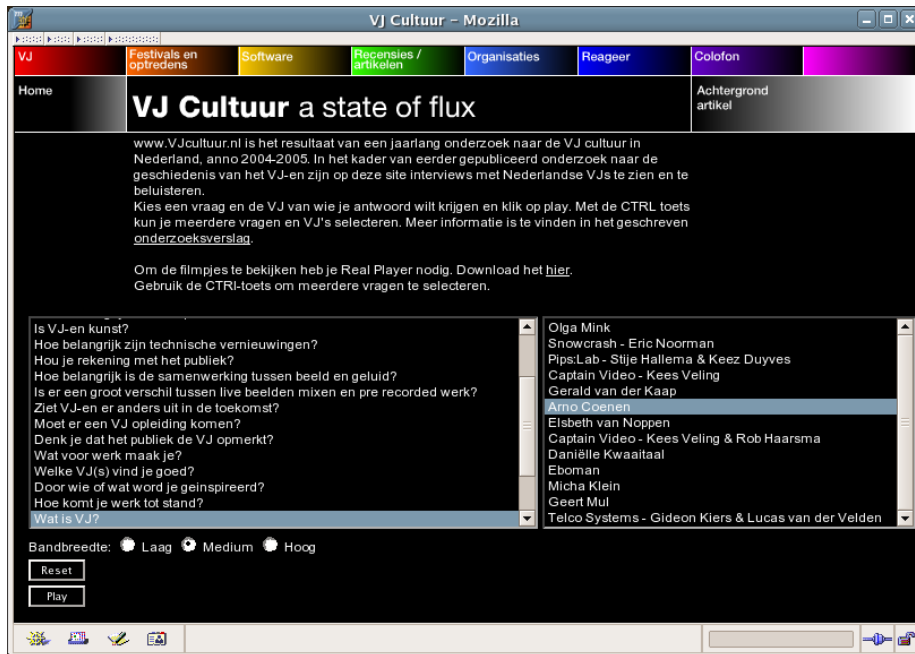 VJ Cultuur – Mozilla
VJ
Festivals en optredens
Software
Recensies / artikelen
Organisaties
Reageer
Colofon
Home
VJ Cultuur a state of flux
Achtergrond artikel
www.VJcultuur.nl is het resultaat van een jaarlang onderzoek naar de VJ cultuur in
Nederland, anno 2004-2005. In het kader van eerder gepubliceerd onderzoek naar de
geschiedenis van het VJ-en zijn op deze site interviews met Nederlandse VJs te zien en te
beluisteren.
Kies een vraag en de VJ van wie je antwoord wilt krijgen en klik op play. Met de CTRL toets
kun je meerdere vragen en VJ's selecteren. Meer informatie is te vinden in het geschreven
onderzoeksverslag.
Om de filmpjes te bekijken heb je Real Player nodig. Download het hier.
Gebruik de CTRl-toets om meerdere vragen te selecteren.
Is VJ-en kunst?
Hoe belangrijk zijn technische vernieuwingen?
Hou je rekening met het publiek?
Hoe belangrijk is de samenwerking tussen beeld en geluid?
Is er een groot verschil tussen live beelden mixen en pre recorded werk?
Ziet VJ-en er anders uit in de toekomst?
Moet er een VJ opleiding komen?
Denk je dat het publiek de VJ opmerkt?
Wat voor werk maak je?
Welke VJ(s) vind je goed?
Door wie of wat word je geinspireerd?
Hoe komt je werk tot stand?
Wat is VJ?
Olga Mink
Snowcrash - Eric Noorman
Pips:Lab - Stije Hallema & Keez Duyves
Captain Video - Kees Veling
Gerald van der Kaap
Arno Coenen
Elsbeth van Noppen
Captain Video - Kees Veling & Rob Haarsma
Daniëlle Kwaaitaal
Eboman
Micha Klein
Geert Mul
Telco Systems - Gideon Kiers & Lucas van der Velden
Bandbreedte: Laag Medium Hoog
Reset
Play